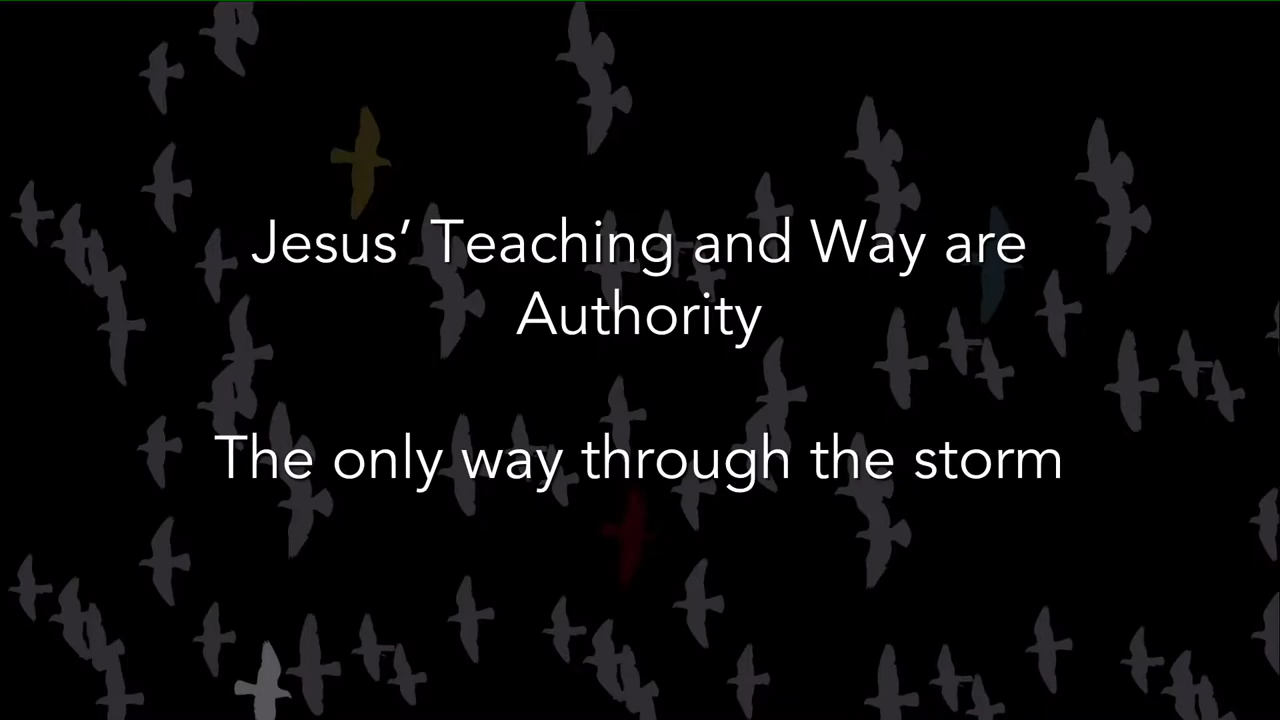 Jesus’ Teaching and Way are
Authority
The only way through the storm